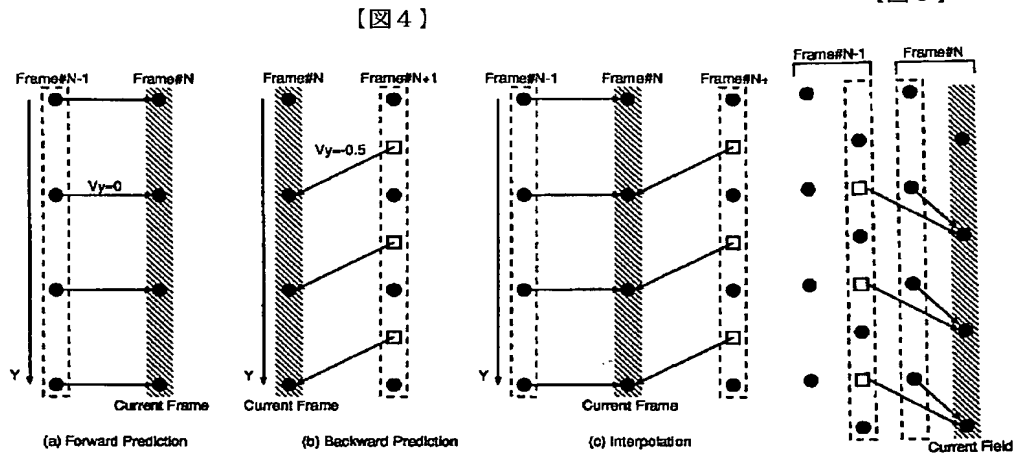 【図4】
Frame#N-1
Frame#N
Vy=0
Y
Current Frame
(a) Forward Prediction
Frame#N
Frame#N+1
Vy=-0.5
Y
Current Frame
(b) Backward Prediction
Frame#N-1
Frame#N
Frame#N+
Y
Current Frame
(c) Interpolation
Frame#N-1
Frame#N
Current Field